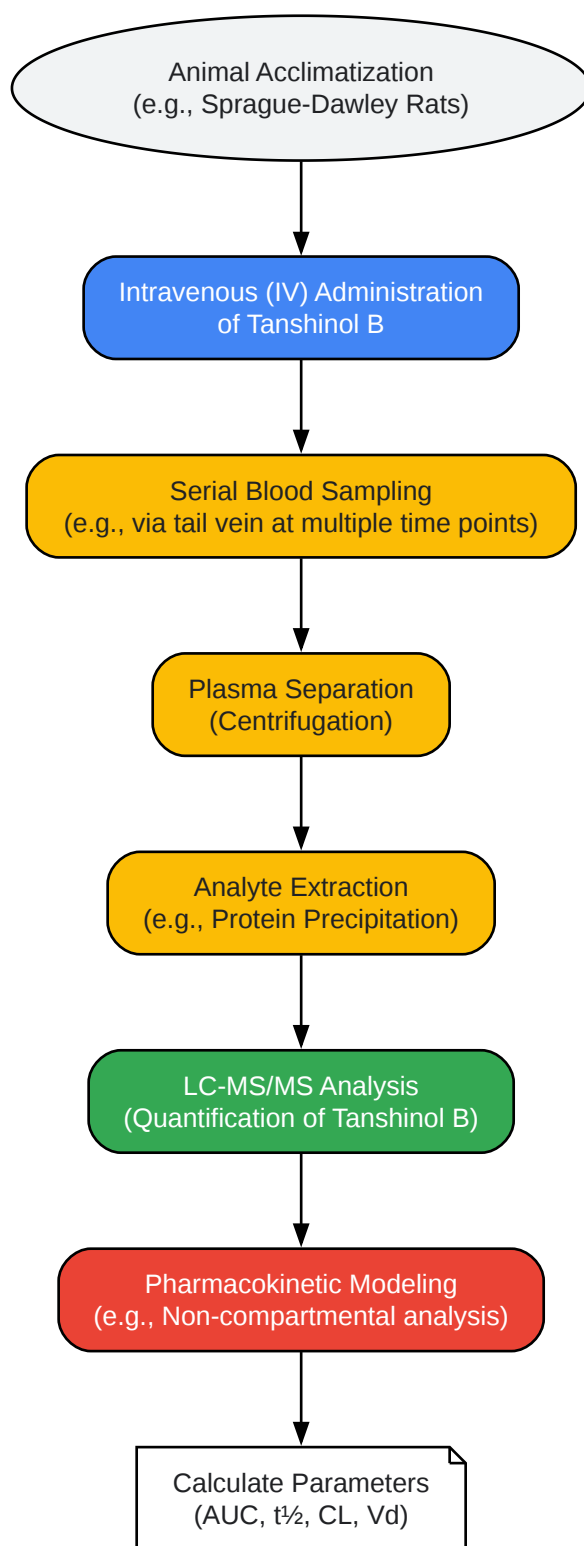 Animal Acclimatization
(e.g., Sprague-Dawley Rats)
Intravenous (IV) Administration
of Tanshinol B
Serial Blood Sampling
(e.g., via tail vein at multiple time points)
Plasma Separation
(Centrifugation)
Analyte Extraction
(e.g., Protein Precipitation)
LC-MS/MS Analysis
(Quantification of Tanshinol B)
Pharmacokinetic Modeling
(e.g., Non-compartmental analysis)
Calculate Parameters
(AUC, t½, CL, Vd)